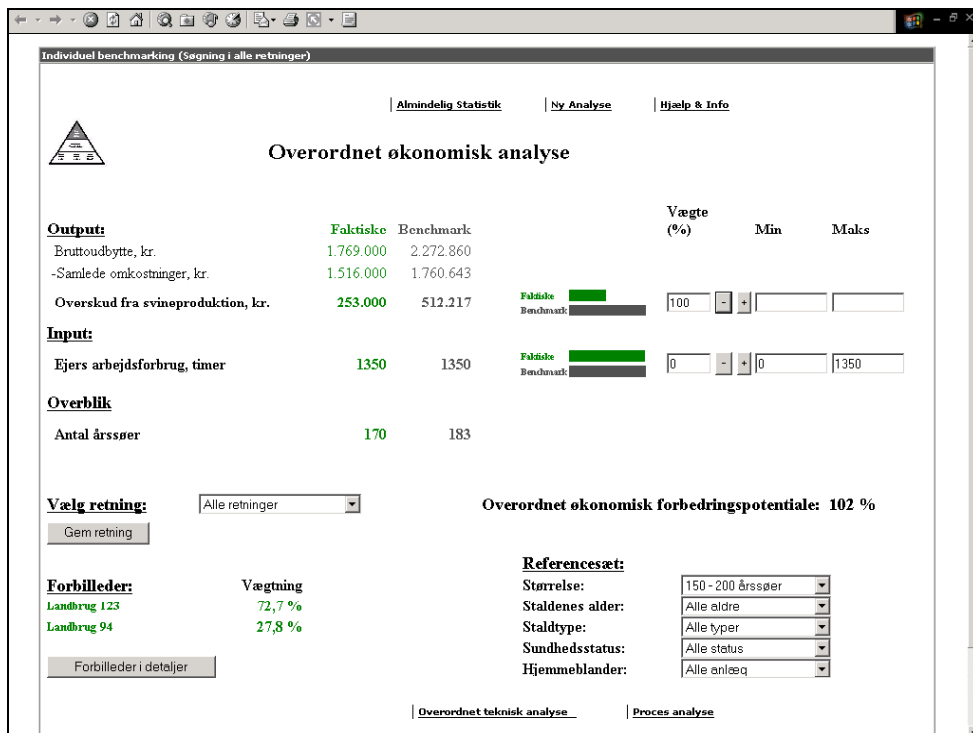 Individuel benchmarking (Søgning i alle retninger)
Almindelig Statistik Ny Analyse Hjælp & Info
Overordnet økonomisk analyse
Vægte
Output: Faktiske Benchmark (%) Min Maks
Bruttoudbytte, kr. 1.769.000 2.272.860
-Samlede omkostninger, kr. 1.516.000 1.760.643
Overskud fra svineproduktion, kr. 253.000 512.217 Faktiske 100 - +
Benchmark
Input:
Ejers arbejdsforbrug, timer 1350 1350 Faktiske 0 - + 0 1350
Benchmark
Overblik
Antal årssøer 170 183
Vælg retning: Alle retninger Overordnet økonomisk forbedringspotentiale: 102 %
Gem retning
Referencesæt:
Forbilleder: Vægtning Størrelse: 150 - 200 årssøer
Landbrug 123 72,7 % Staldenes alder: Alle aldre
Landbrug 94 27,8 % Staldtype: Alle typer
Sundhedsstatus: Alle status
Forbilleder i detaljer Hjemmeblander: Alle anlæg
Overordnet teknisk analyse Proces analyse